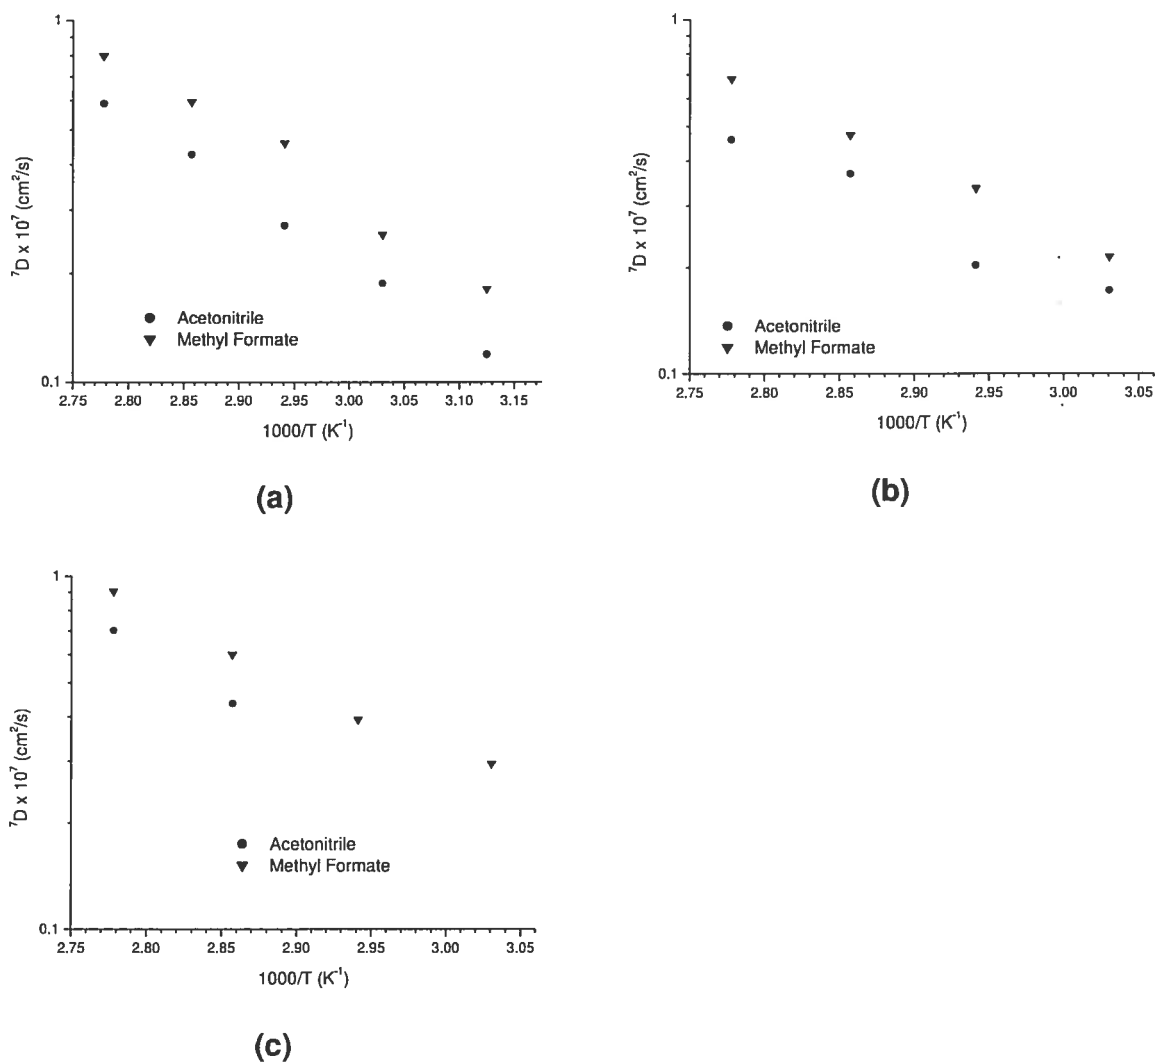 1
0.1
⁷D x 10⁷ (cm²/s)
Acetonitrile
Methyl Formate
2.75 2.80 2.85 2.90 2.95 3.00 3.05 3.10 3.15
1000/T (K⁻¹)
(a)
1
0.1
⁷D x 10⁷ (cm²/s)
Acetonitrile
Methyl Formate
2.75 2.80 2.85 2.90 2.95 3.00 3.05
1000/T (K⁻¹)
(b)
1
0.1
⁷D x 10⁷ (cm²/s)
Acetonitrile
Methyl Formate
2.75 2.80 2.85 2.90 2.95 3.00 3.05
1000/T (K⁻¹)
(c)